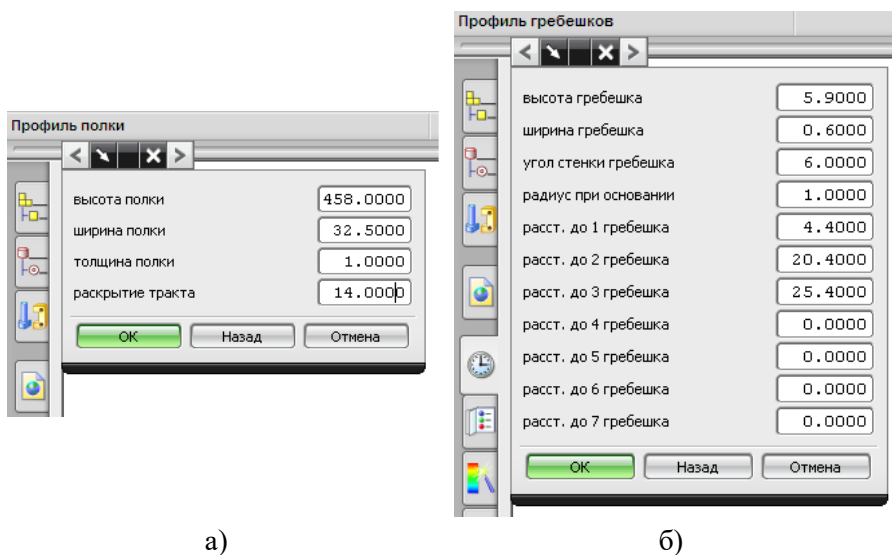 Профиль полки
высота полки 458.0000
ширина полки 32.5000
толщина полки 1.0000
раскрытие тракта 14.0000
ОК Назад Отмена
а)
Профиль гребешков
высота гребешка 5.9000
ширина гребешка 0.6000
угол стенки гребешка 6.0000
радиус при основании 1.0000
расст. до 1 гребешка 4.4000
расст. до 2 гребешка 20.4000
расст. до 3 гребешка 25.4000
расст. до 4 гребешка 0.0000
расст. до 5 гребешка 0.0000
расст. до 6 гребешка 0.0000
расст. до 7 гребешка 0.0000
ОК Назад Отмена
б)